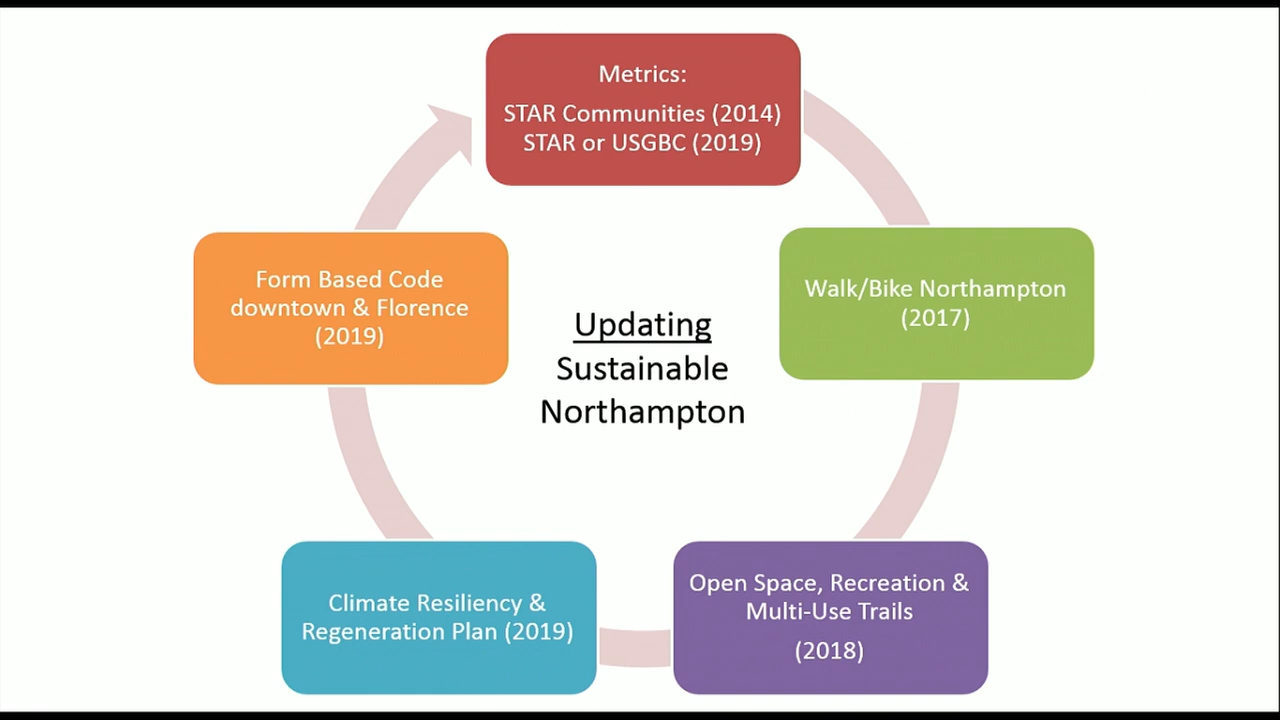 Metrics:
STAR Communities (2014)
STAR or USGBC (2019)
Walk/Bike Northampton
(2017)
Open Space, Recreation &
Multi-Use Trails
(2018)
Climate Resiliency &
Regeneration Plan (2019)
Form Based Code
downtown & Florence
(2019)
Updating
Sustainable
Northampton